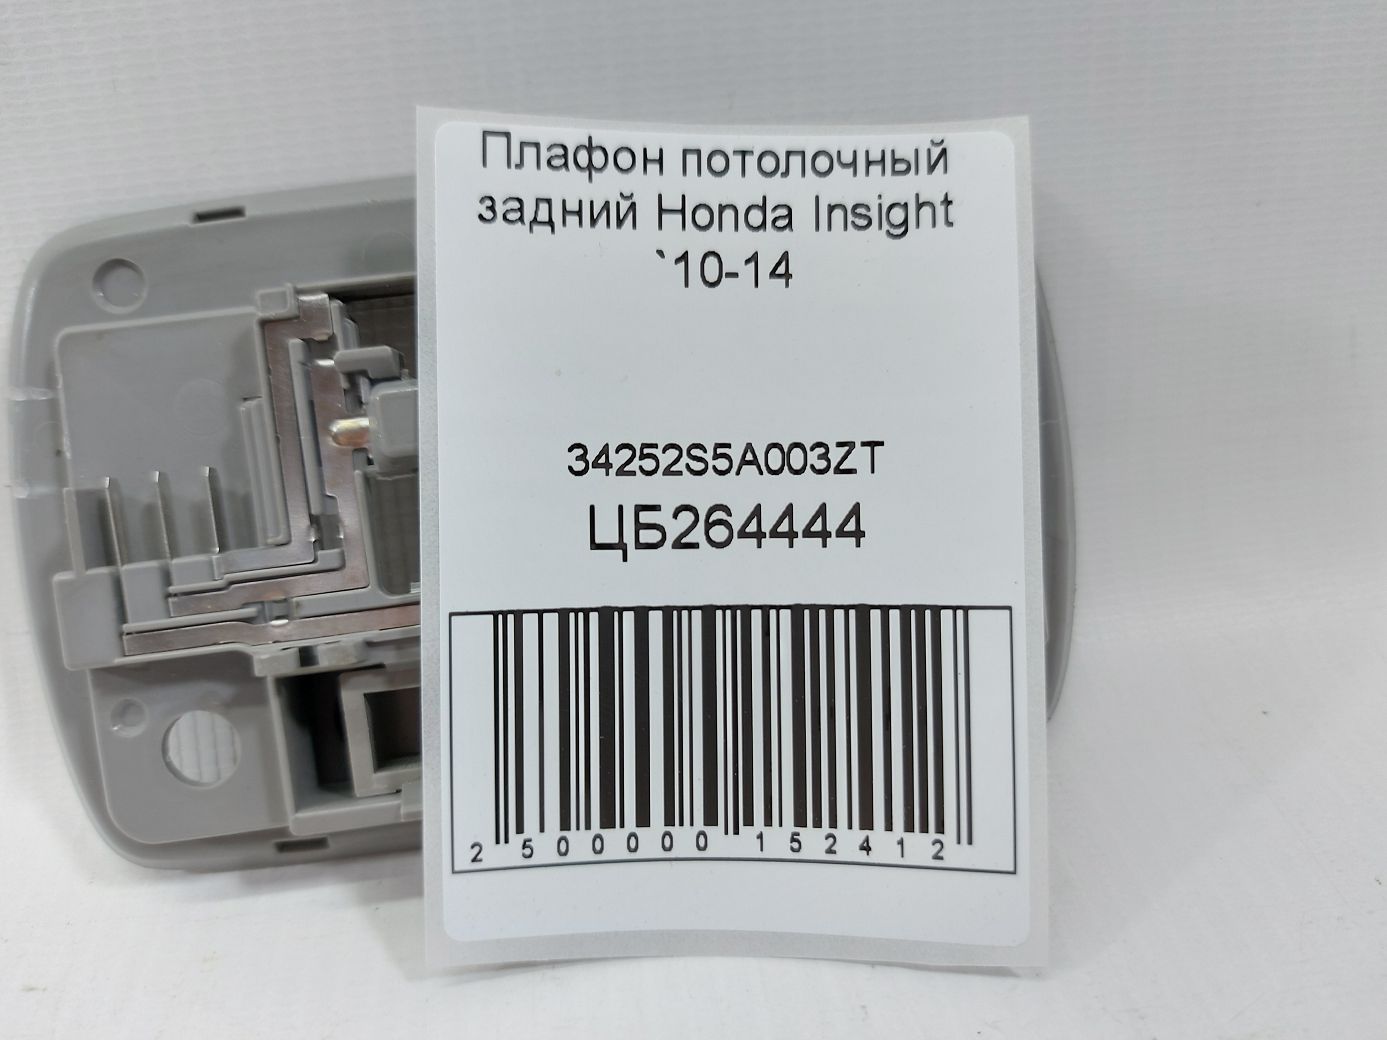 Плафон потолочный
задний Honda Insight
`10-14
34252S5A003ZT
ЦБ264444
2 500000 152412